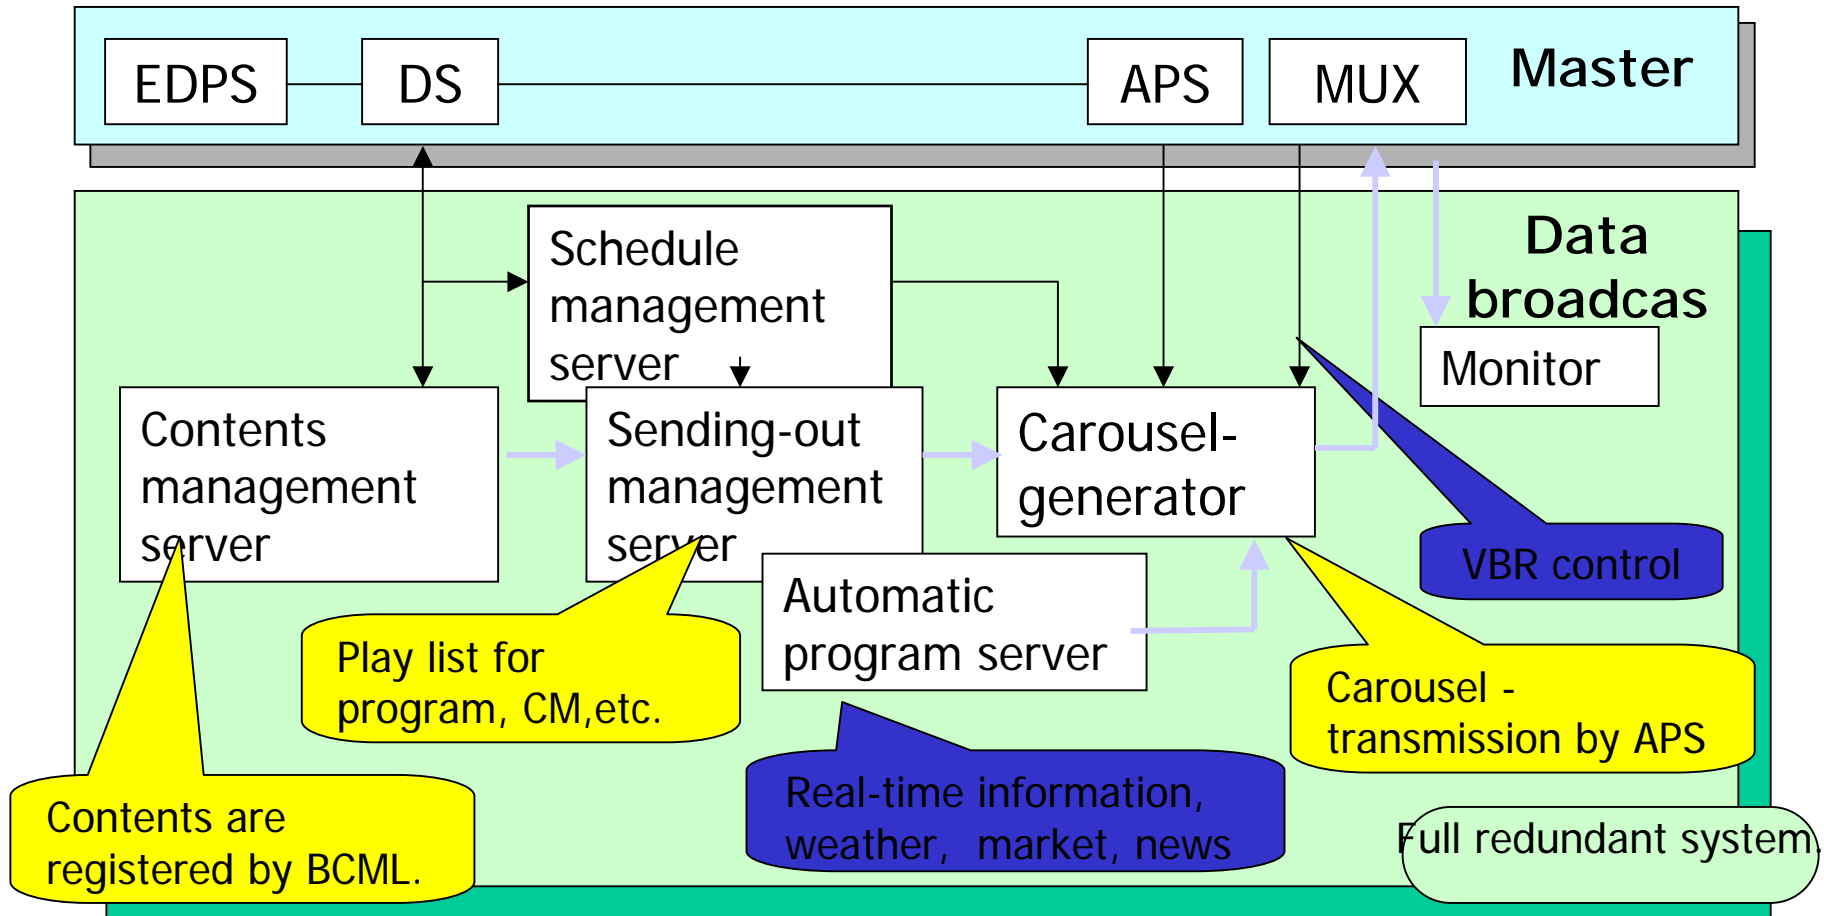 EDPS
DS
APS
MUX
Master
Schedule
management
server
Data
broadcas
Monitor
Contents
management
server
Sending-out
management
server
Carousel-
generator
VBR control
Automatic
program server
Play list for
program, CM,etc.
Carousel -
transmission by APS
Real-time information,
weather, market, news
Contents are
registered by BCML.
Full redundant system.